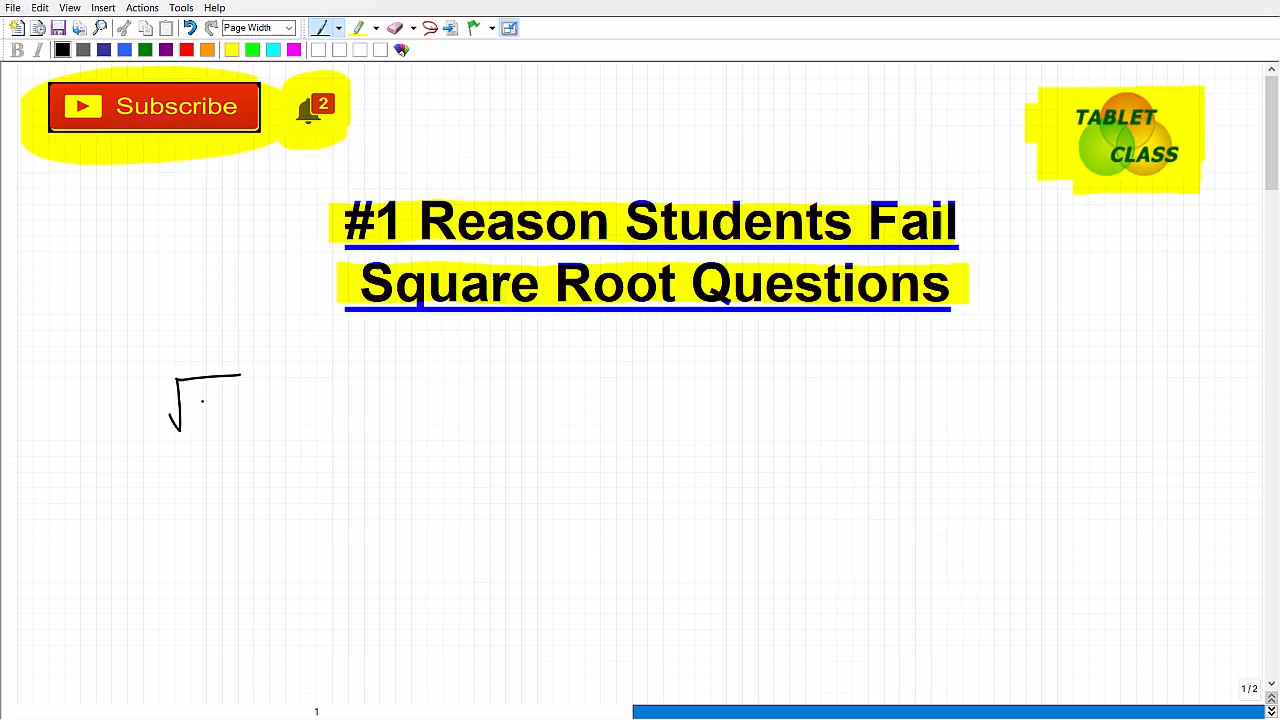 File Edit View Insert Actions Tools Help
Page Width
B I
Subscribe 2
TABLET
CLASS
#1 Reason Students Fail
Square Root Questions
√
1/2
1